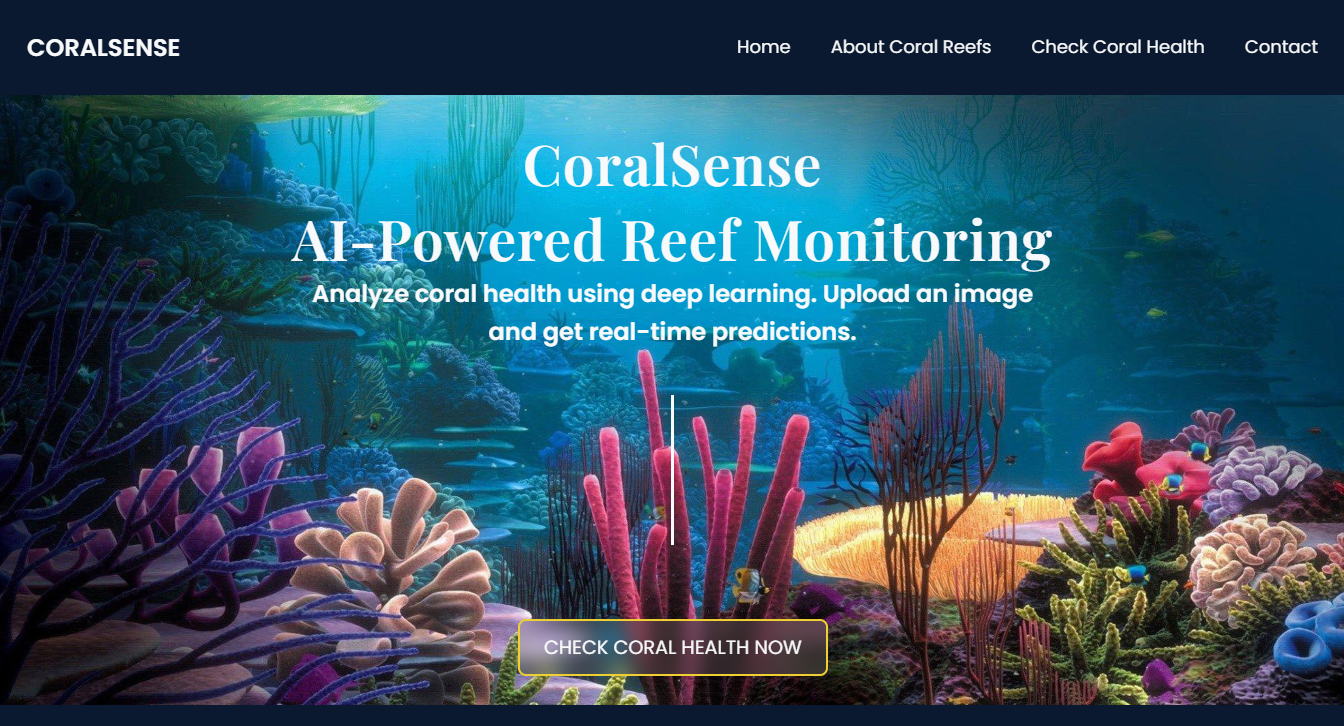 CORALSENSE
Home
About Coral Reefs
Check Coral Health
Contact
CoralSense
AI-Powered Reef Monitoring
Analyze coral health using deep learning. Upload an image
and get real-time predictions.
CHECK CORAL HEALTH NOW